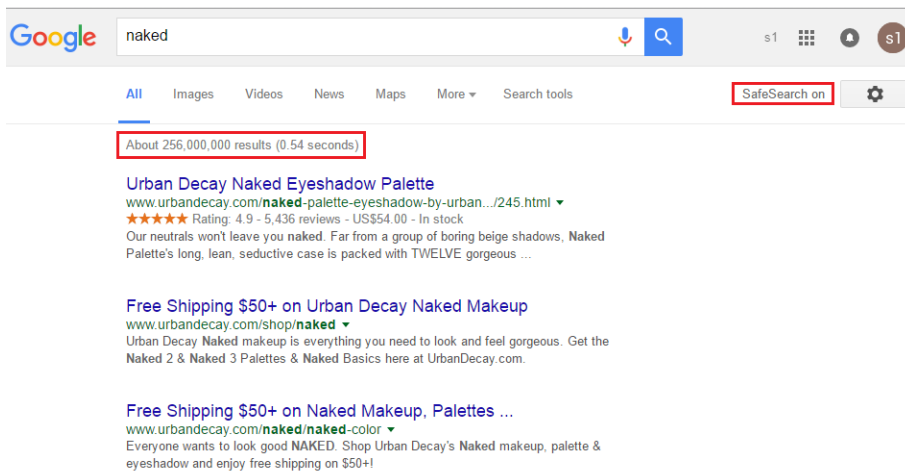 Google naked s1 s1
All Images Videos News Maps More Search tools SafeSearch on
About 256,000,000 results (0.54 seconds)
Urban Decay Naked Eyeshadow Palette
www.urbandecay.com/naked-palette-eyeshadow-by-urban.../245.html
Rating: 4.9 - 5,436 reviews - US$54.00 - In stock
Our neutrals won't leave you naked. Far from a group of boring beige shadows, Naked
Palette's long, lean, seductive case is packed with TWELVE gorgeous ...
Free Shipping $50+ on Urban Decay Naked Makeup
www.urbandecay.com/shop/naked
Urban Decay Naked makeup is everything you need to look and feel gorgeous. Get the
Naked 2 & Naked 3 Palettes & Naked Basics here at UrbanDecay.com.
Free Shipping $50+ on Naked Makeup, Palettes ...
www.urbandecay.com/naked/naked-color
Everyone wants to look good NAKED. Shop Urban Decay's Naked makeup, palette &
eyeshadow and enjoy free shipping on $50+!